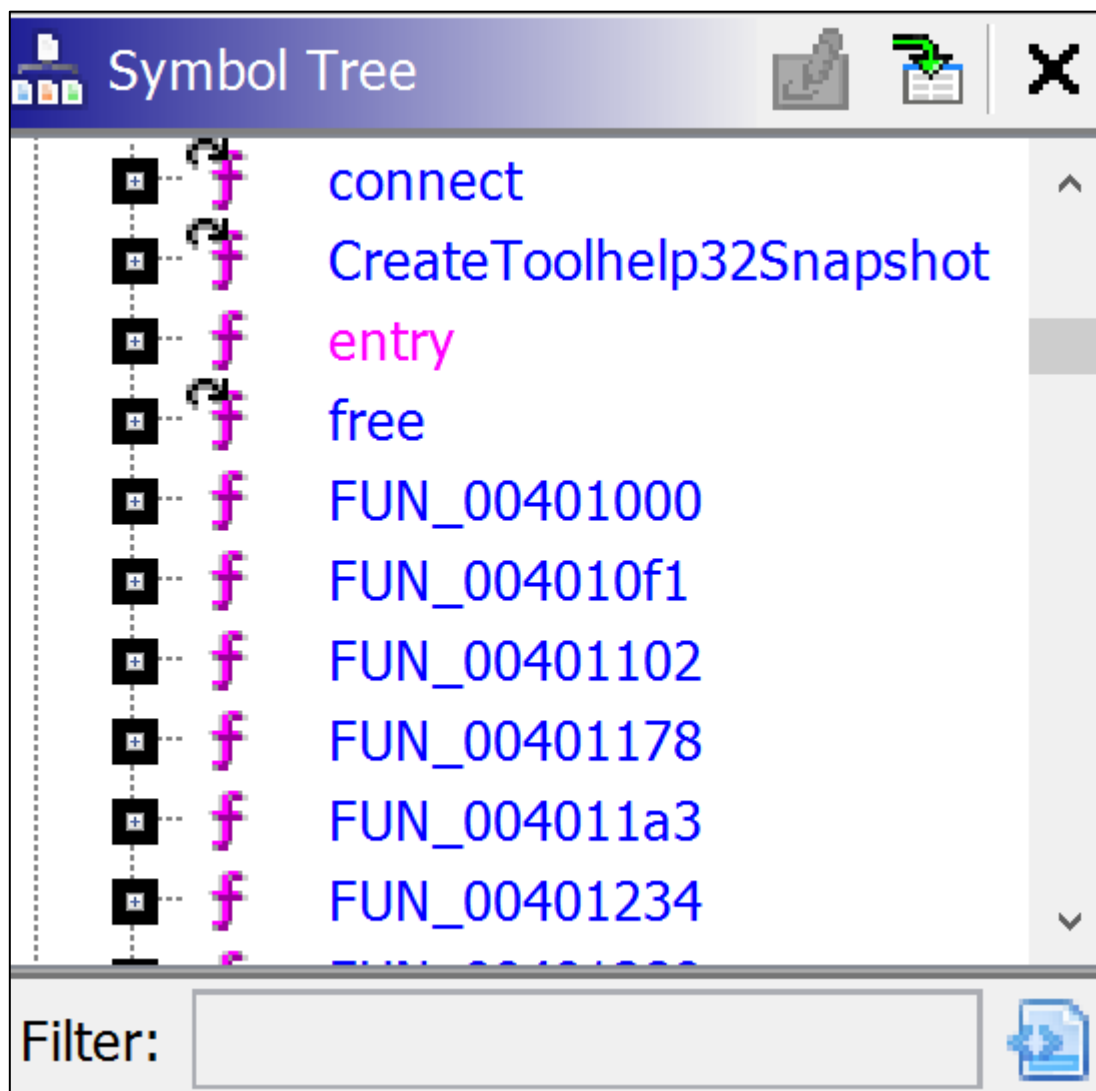 Symbol Tree
connect
CreateToolhelp32Snapshot
entry
free
FUN_00401000
FUN_004010f1
FUN_00401102
FUN_00401178
FUN_004011a3
FUN_00401234
Filter: